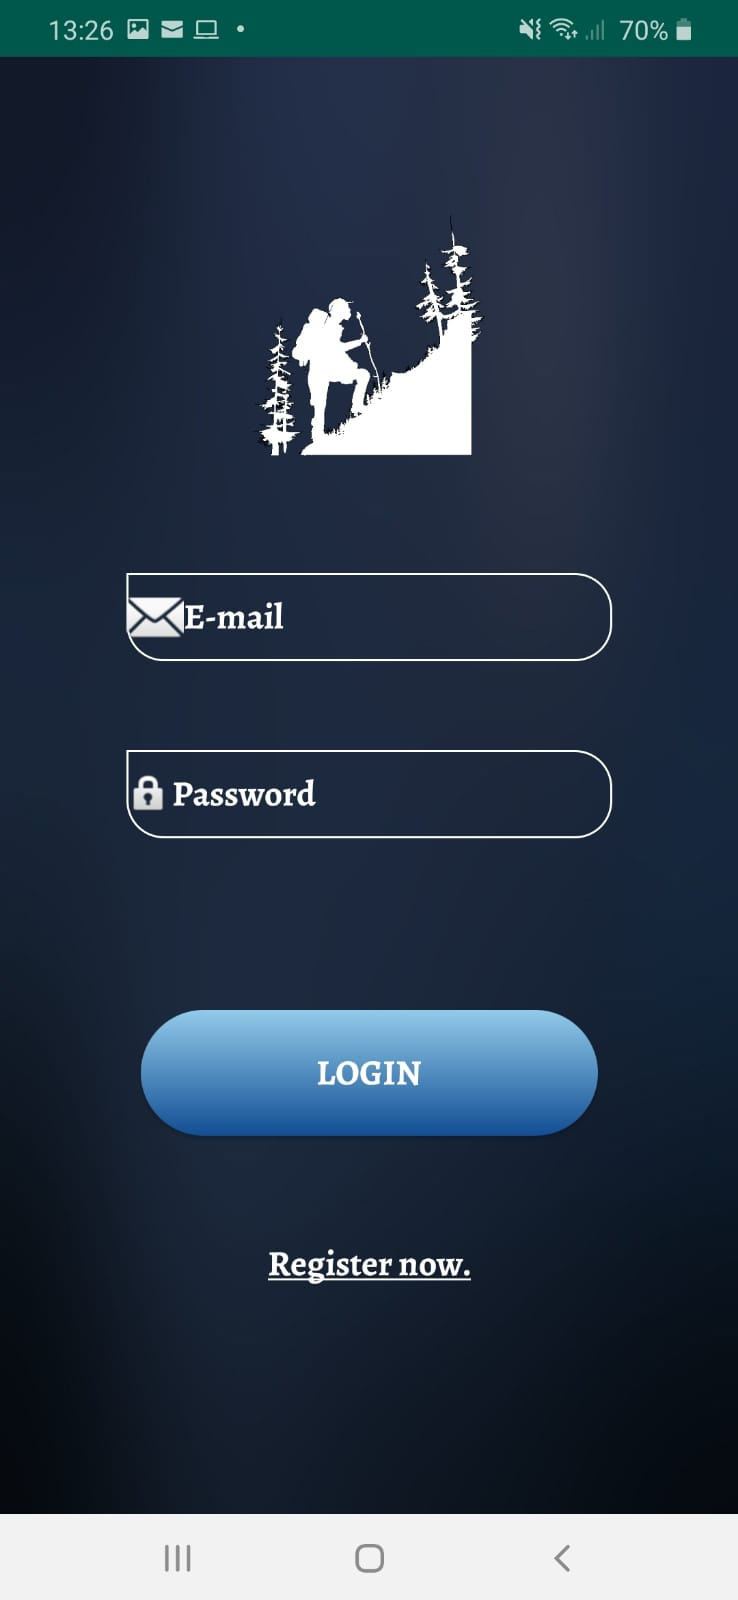 13:26 70%
E-mail
Password
LOGIN
Register now.